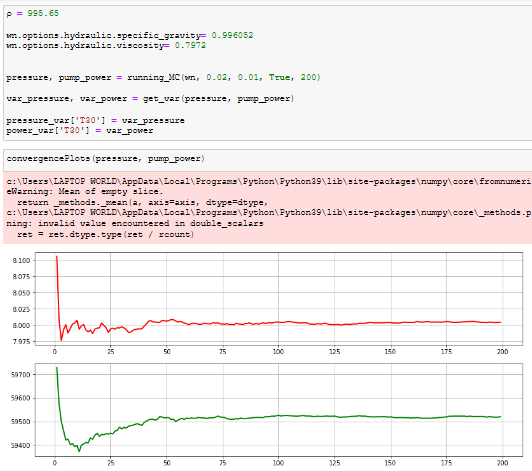 ρ = 995.65
wn.options.hydraulic.specific_gravity= 0.996052
wn.options.hydraulic.viscosity= 0.7972
pressure, pump_power = running_MC(wn, 0.02, 0.01, True, 200)
var_pressure, var_power = get_var(pressure, pump_power)
pressure_var['T30'] = var_pressure
power_var['T30'] = var_power
convergencePlots(pressure, pump_power)
c:\Users\LAPTOP WORLD\AppData\Local\Programs\Python\Python39\lib\site-packages\numpy\core\fromnumeri
eWarning: Mean of empty slice.
return _methods._mean(a, axis=axis, dtype=dtype,
c:\Users\LAPTOP WORLD\AppData\Local\Programs\Python\Python39\lib\site-packages\numpy\core\_methods.p
ning: invalid value encountered in double_scalars
ret = ret.dtype.type(ret / rcount)
8.100
8.075
8.050
8.025
8.000
7.975
0 25 50 75 100 125 150 175 200
59700
59600
59500
59400
0 25 50 75 100 125 150 175 200